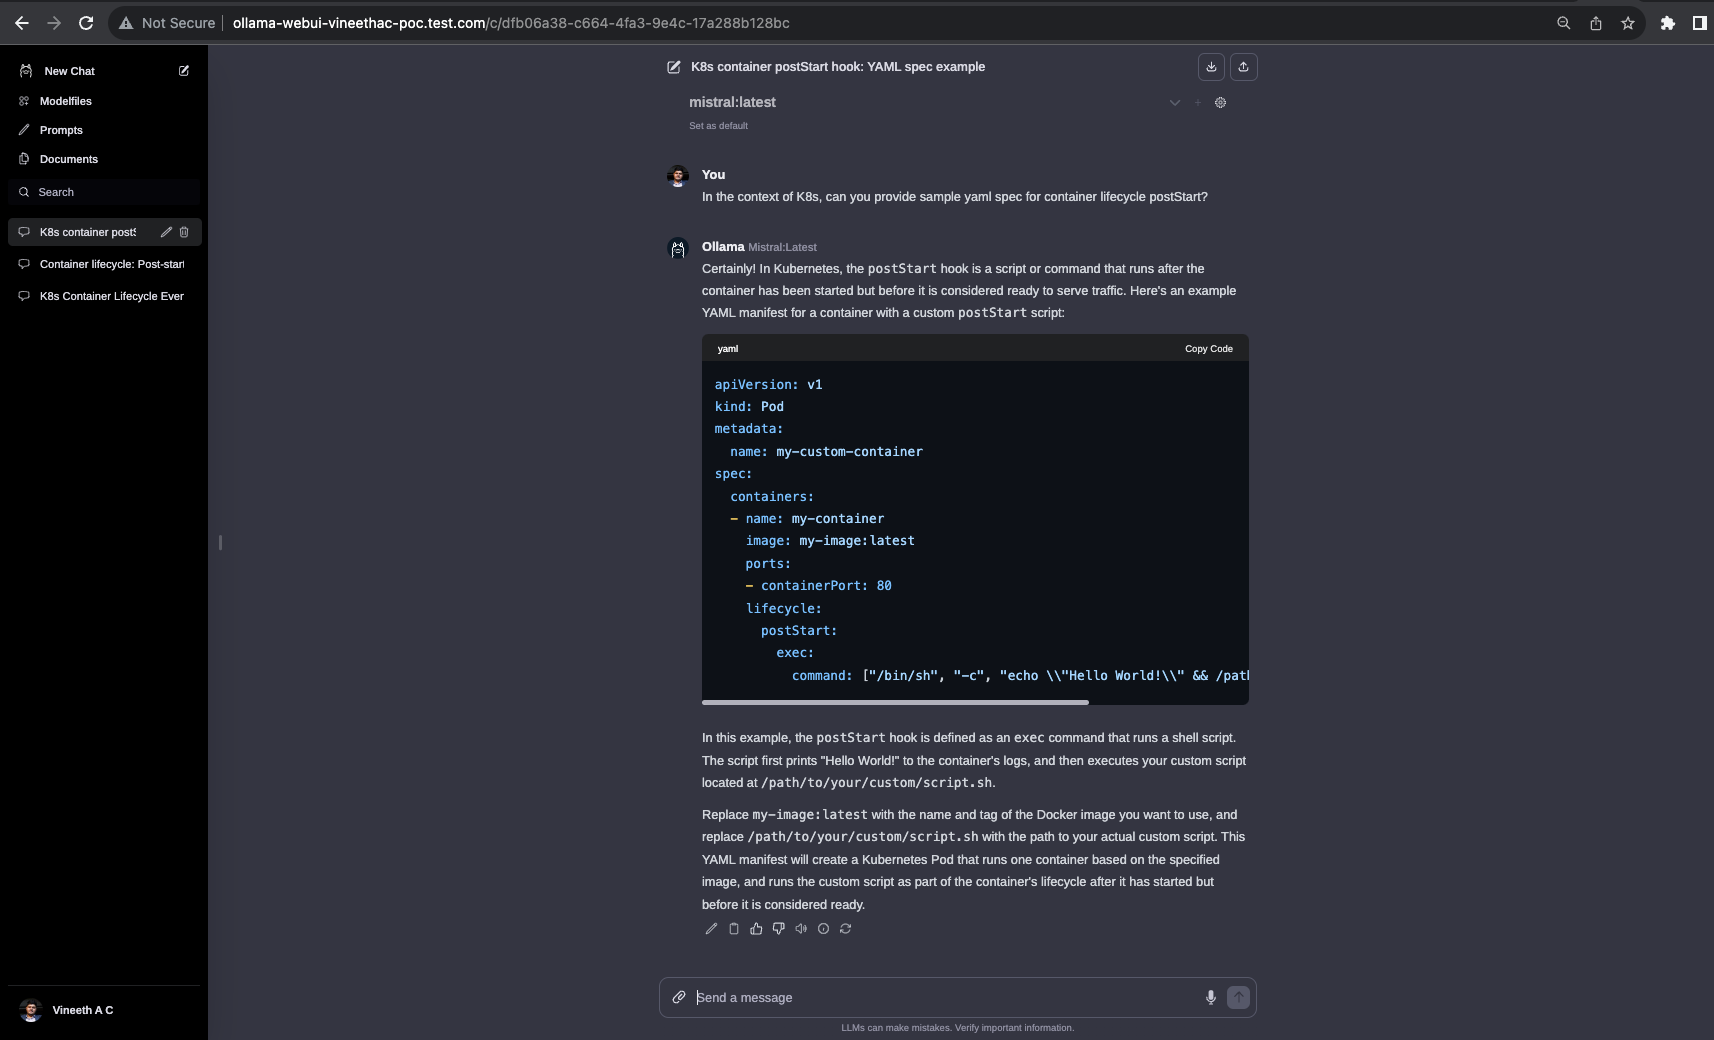 Not Secure
ollama-webui-vineethac-poc.test.com/c/dfb06a38-c664-4fa3-9e4c-17a288b128bc
New Chat
Modelfiles
Prompts
Documents
Search
K8s container postS
Container lifecycle: Post-start
K8s Container Lifecycle Ever
Vineeth A C
K8s container postStart hook: YAML spec example
mistral:latest
Set as default
You
In the context of K8s, can you provide sample yaml spec for container lifecycle postStart?
Ollama Mistral:Latest
Certainly! In Kubernetes, the postStart hook is a script or command that runs after the
container has been started but before it is considered ready to serve traffic. Here's an example
YAML manifest for a container with a custom postStart script:
yaml
Copy Code
apiVersion: v1
kind: Pod
metadata:
  name: my-custom-container
spec:
  containers:
  - name: my-container
    image: my-image:latest
    ports:
    - containerPort: 80
    lifecycle:
      postStart:
        exec:
          command: ["/bin/sh", "-c", "echo \\"Hello World!\\" && /path
In this example, the postStart hook is defined as an exec command that runs a shell script.
The script first prints "Hello World!" to the container's logs, and then executes your custom script
located at /path/to/your/custom/script.sh.
Replace my-image:latest with the name and tag of the Docker image you want to use, and
replace /path/to/your/custom/script.sh with the path to your actual custom script. This
YAML manifest will create a Kubernetes Pod that runs one container based on the specified
image, and runs the custom script as part of the container's lifecycle after it has started but
before it is considered ready.
Send a message
LLMs can make mistakes. Verify important information.